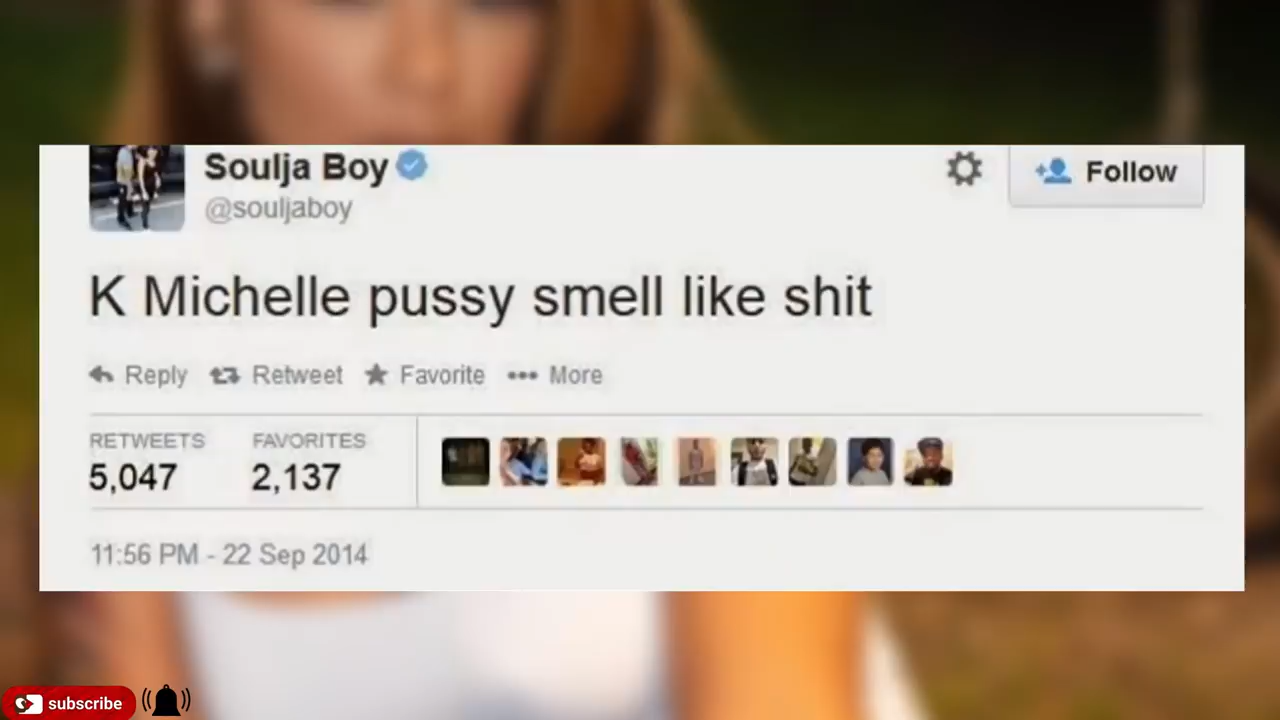 Soulja Boy
@souljaboy
Follow
K Michelle pussy smell like shit
Reply Retweet Favorite ••• More
RETWEETS FAVORITES
5,047 2,137
11:56 PM - 22 Sep 2014
subscribe